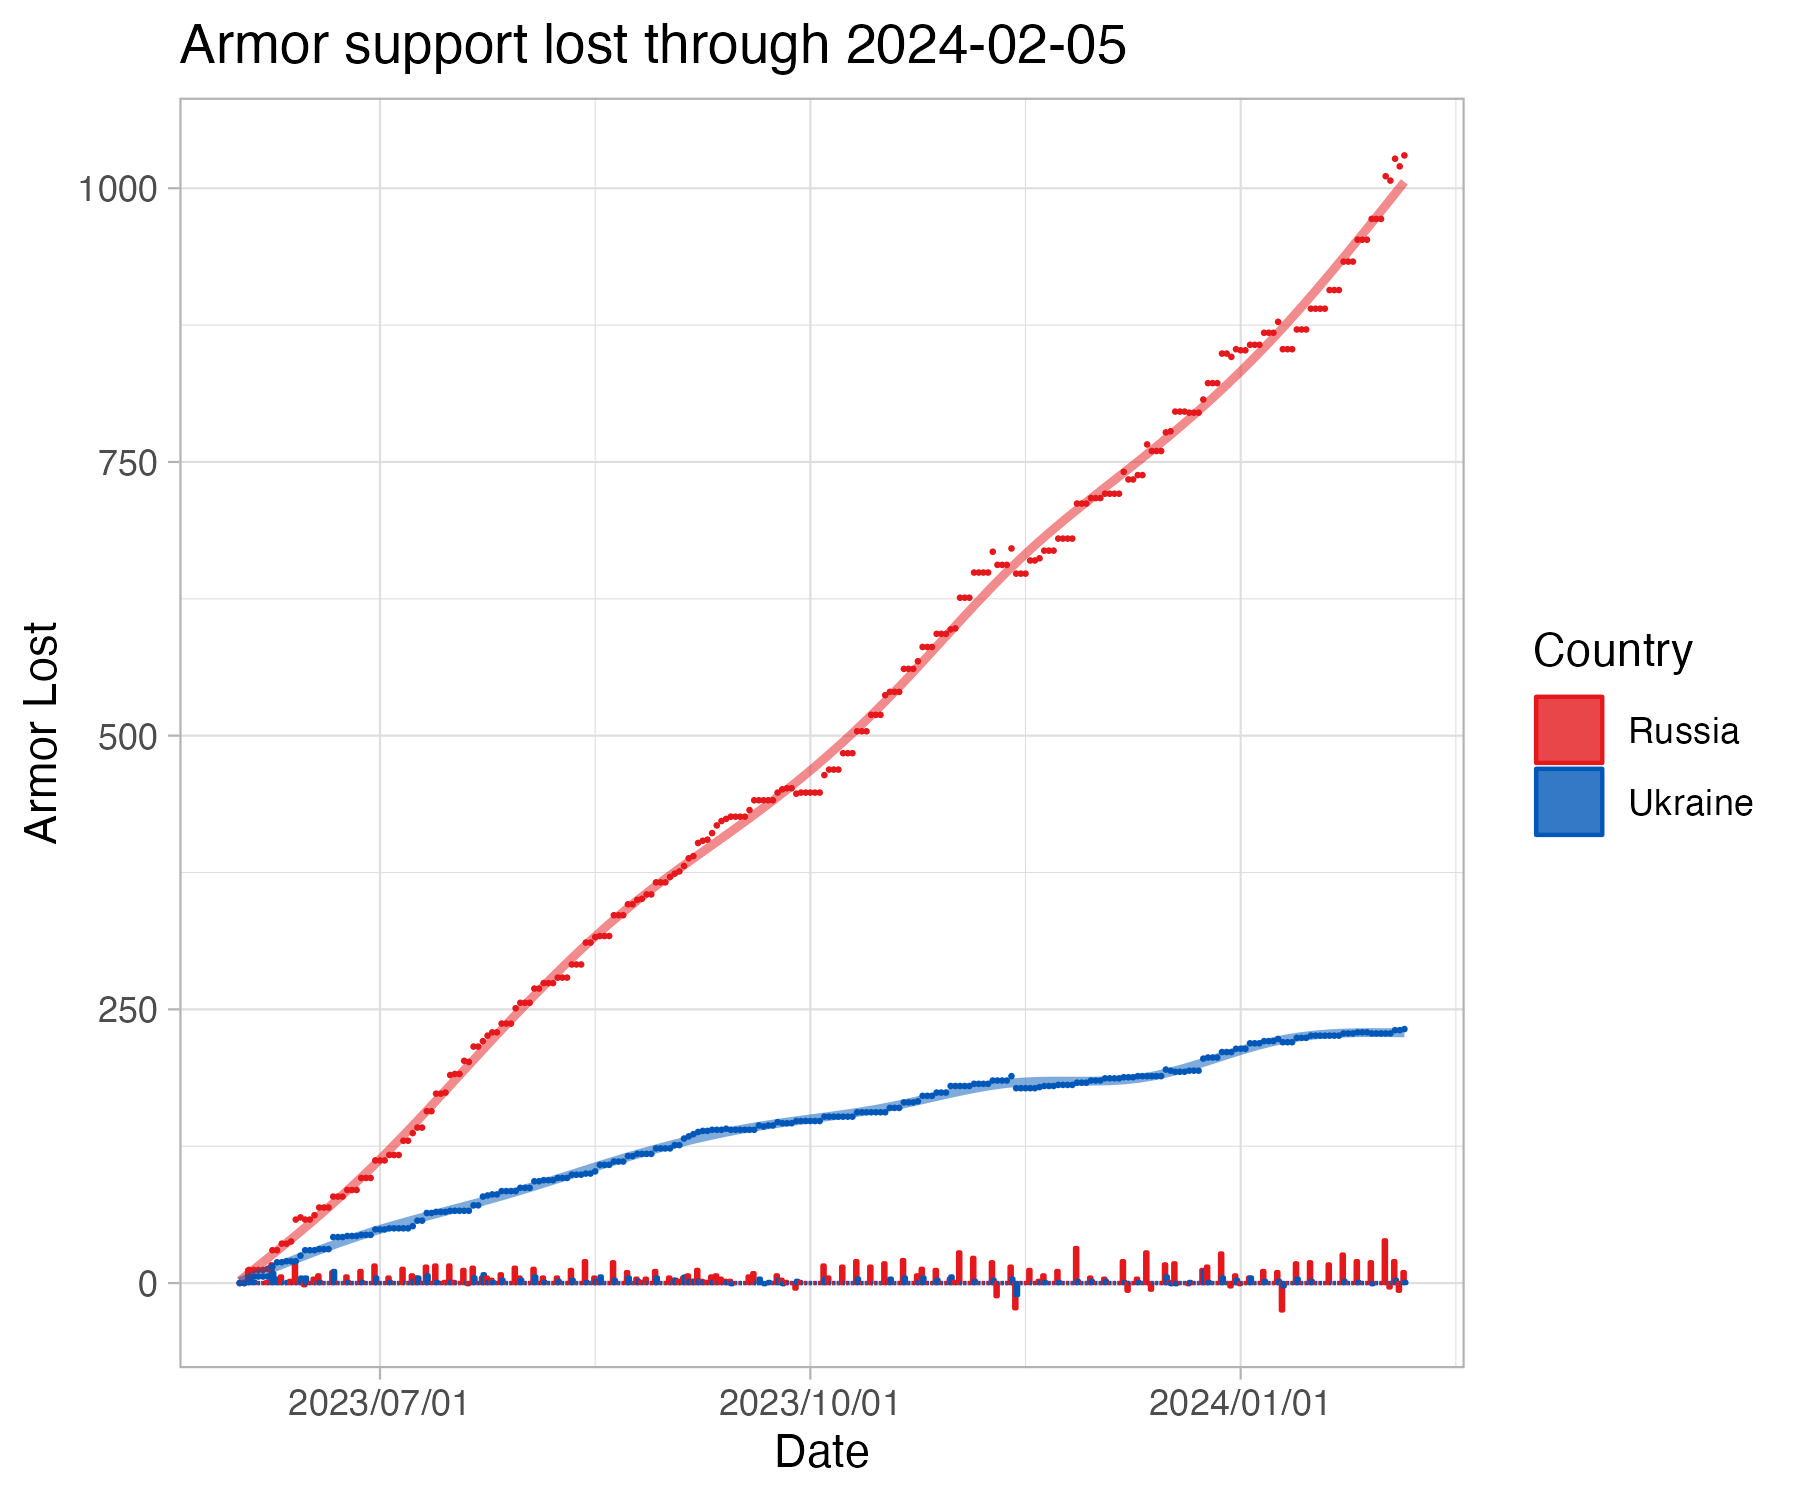 Armor support lost through 2024-02-05
Armor Lost
1000
750
500
250
0
2023/07/01
2023/10/01
2024/01/01
Date
Country
Russia
Ukraine